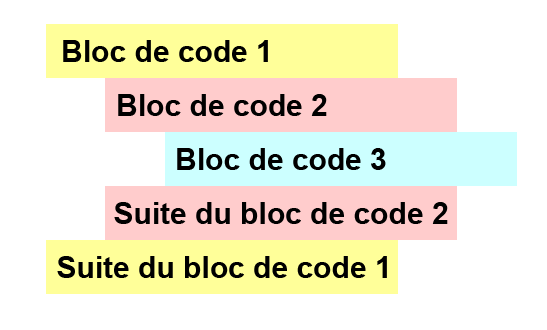 Bloc de code 1
Bloc de code 2
Bloc de code 3
Suite du bloc de code 2
Suite du bloc de code 1